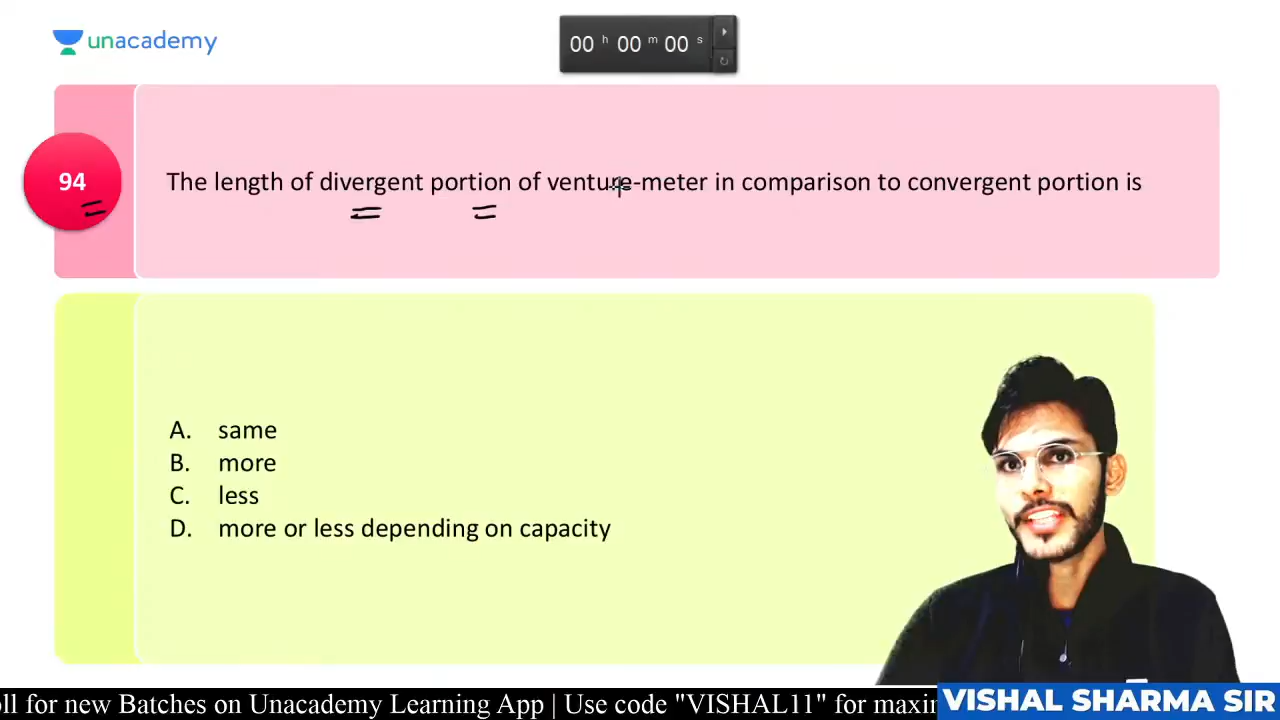 unacademy
00 h 00 m 00 s
94
The length of divergent portion of venture-meter in comparison to convergent portion is
A. same
B. more
C. less
D. more or less depending on capacity
oll for new Batches on Unacademy Learning App | Use code "VISHAL11" for maxin
VISHAL SHARMA SIR